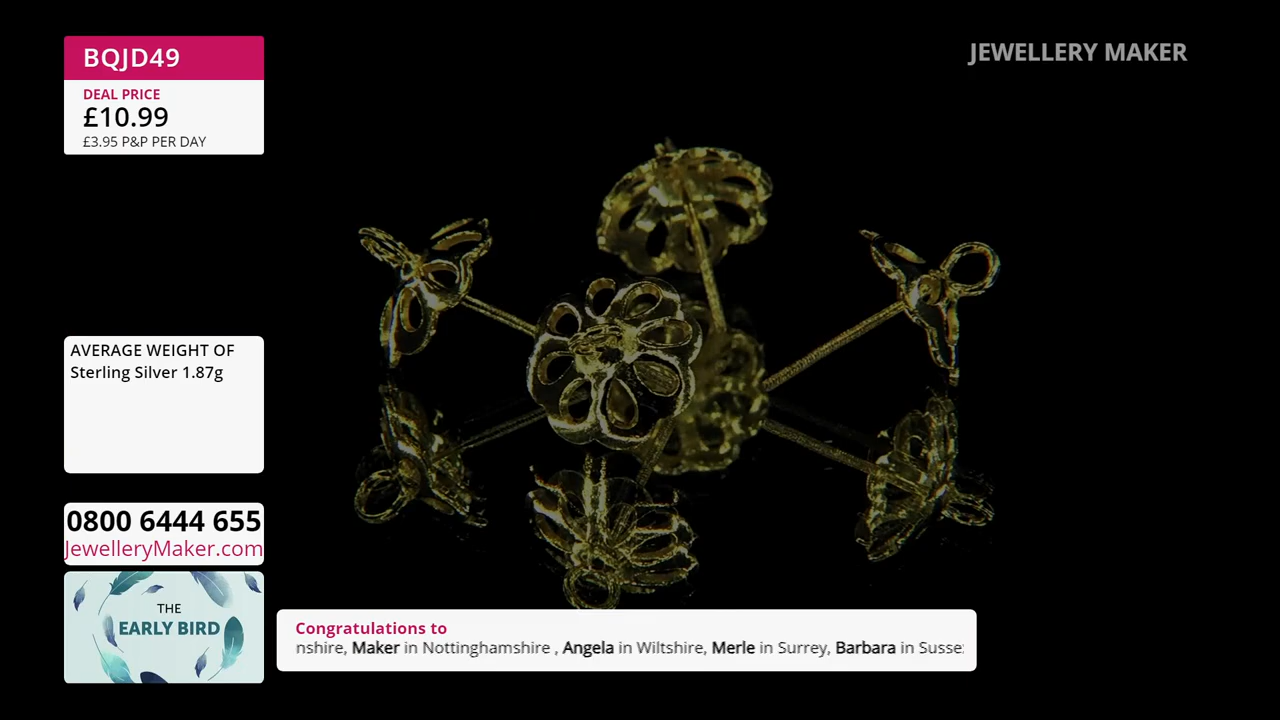 BQJD49
DEAL PRICE
£10.99
£3.95 P&P PER DAY
JEWELLERY MAKER
AVERAGE WEIGHT OF
Sterling Silver 1.87g
0800 6444 655
JewelleryMaker.com
THE
EARLY BIRD
Congratulations to
nshire, Maker in Nottinghamshire , Angela in Wiltshire, Merle in Surrey, Barbara in Susse